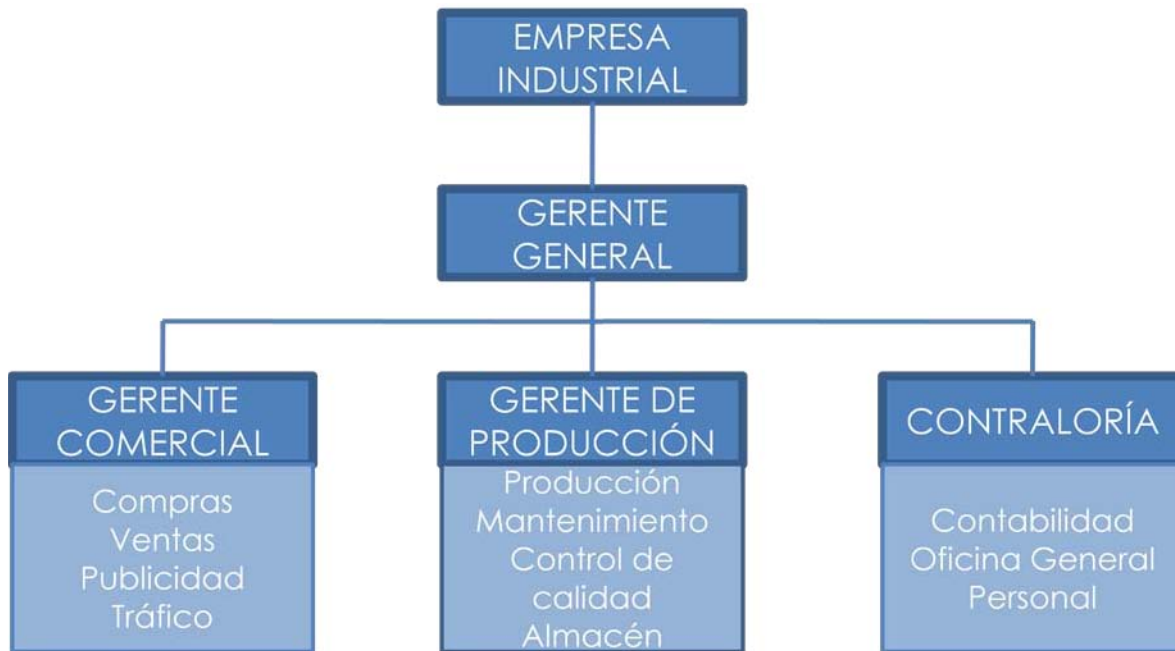 EMPRESA
INDUSTRIAL
GERENTE
GENERAL
GERENTE
COMERCIAL
Compras
Ventas
Publicidad
Tráfico
GERENTE DE
PRODUCCIÓN
Producción
Mantenimiento
Control de
calidad
Almacén
CONTRALORÍA
Contabilidad
Oficina General
Personal